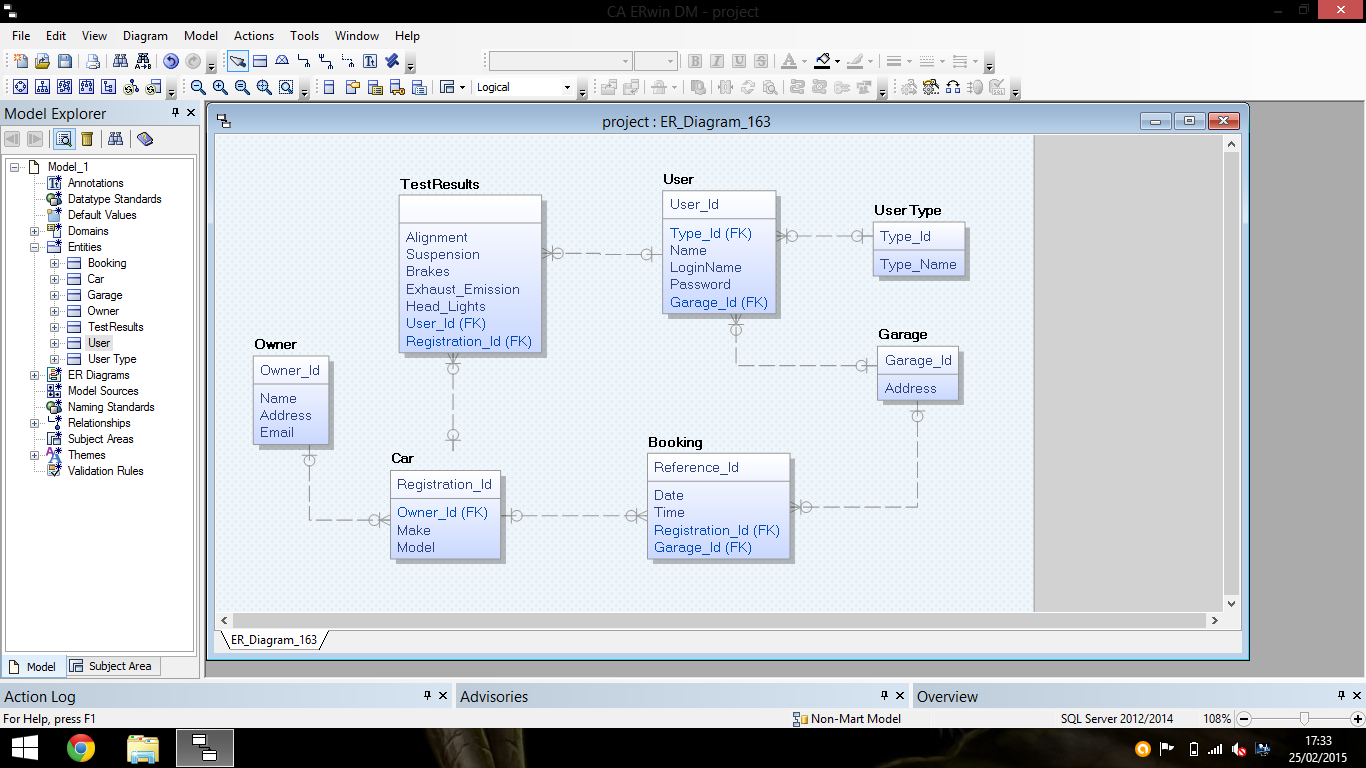 CA ERwin DM - project
File Edit View Diagram Model Actions Tools Window Help
B I U S A
Logical
Model Explorer
project : ER_Diagram_163
Model_1
Annotations
Datatype Standards
Default Values
Domains
Entities
Booking
Car
Garage
Owner
TestResults
User
User Type
ER Diagrams
Model Sources
Naming Standards
Relationships
Subject Areas
Themes
Validation Rules
Model
Subject Area
TestResults
Alignment
Suspension
Brakes
Exhaust_Emission
Head_Lights
User_Id (FK)
Registration_Id (FK)
User
User_Id
Type_Id (FK)
Name
LoginName
Password
Garage_Id (FK)
User Type
Type_Id
Type_Name
Owner
Owner_Id
Name
Address
Email
Garage
Garage_Id
Address
Car
Registration_Id
Owner_Id (FK)
Make
Model
Booking
Reference_Id
Date
Time
Registration_Id (FK)
Garage_Id (FK)
ER_Diagram_163
Action Log
Advisories
Overview
For Help, press F1
Non-Mart Model
SQL Server 2012/2014
108%
17:33
25/02/2015